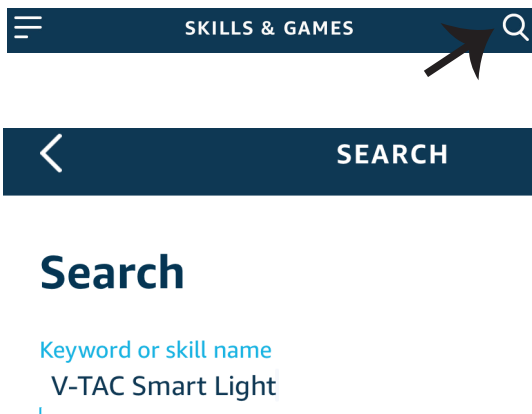 SKILLS & GAMES
SEARCH
Search
Keyword or skill name
V-TAC Smart Light